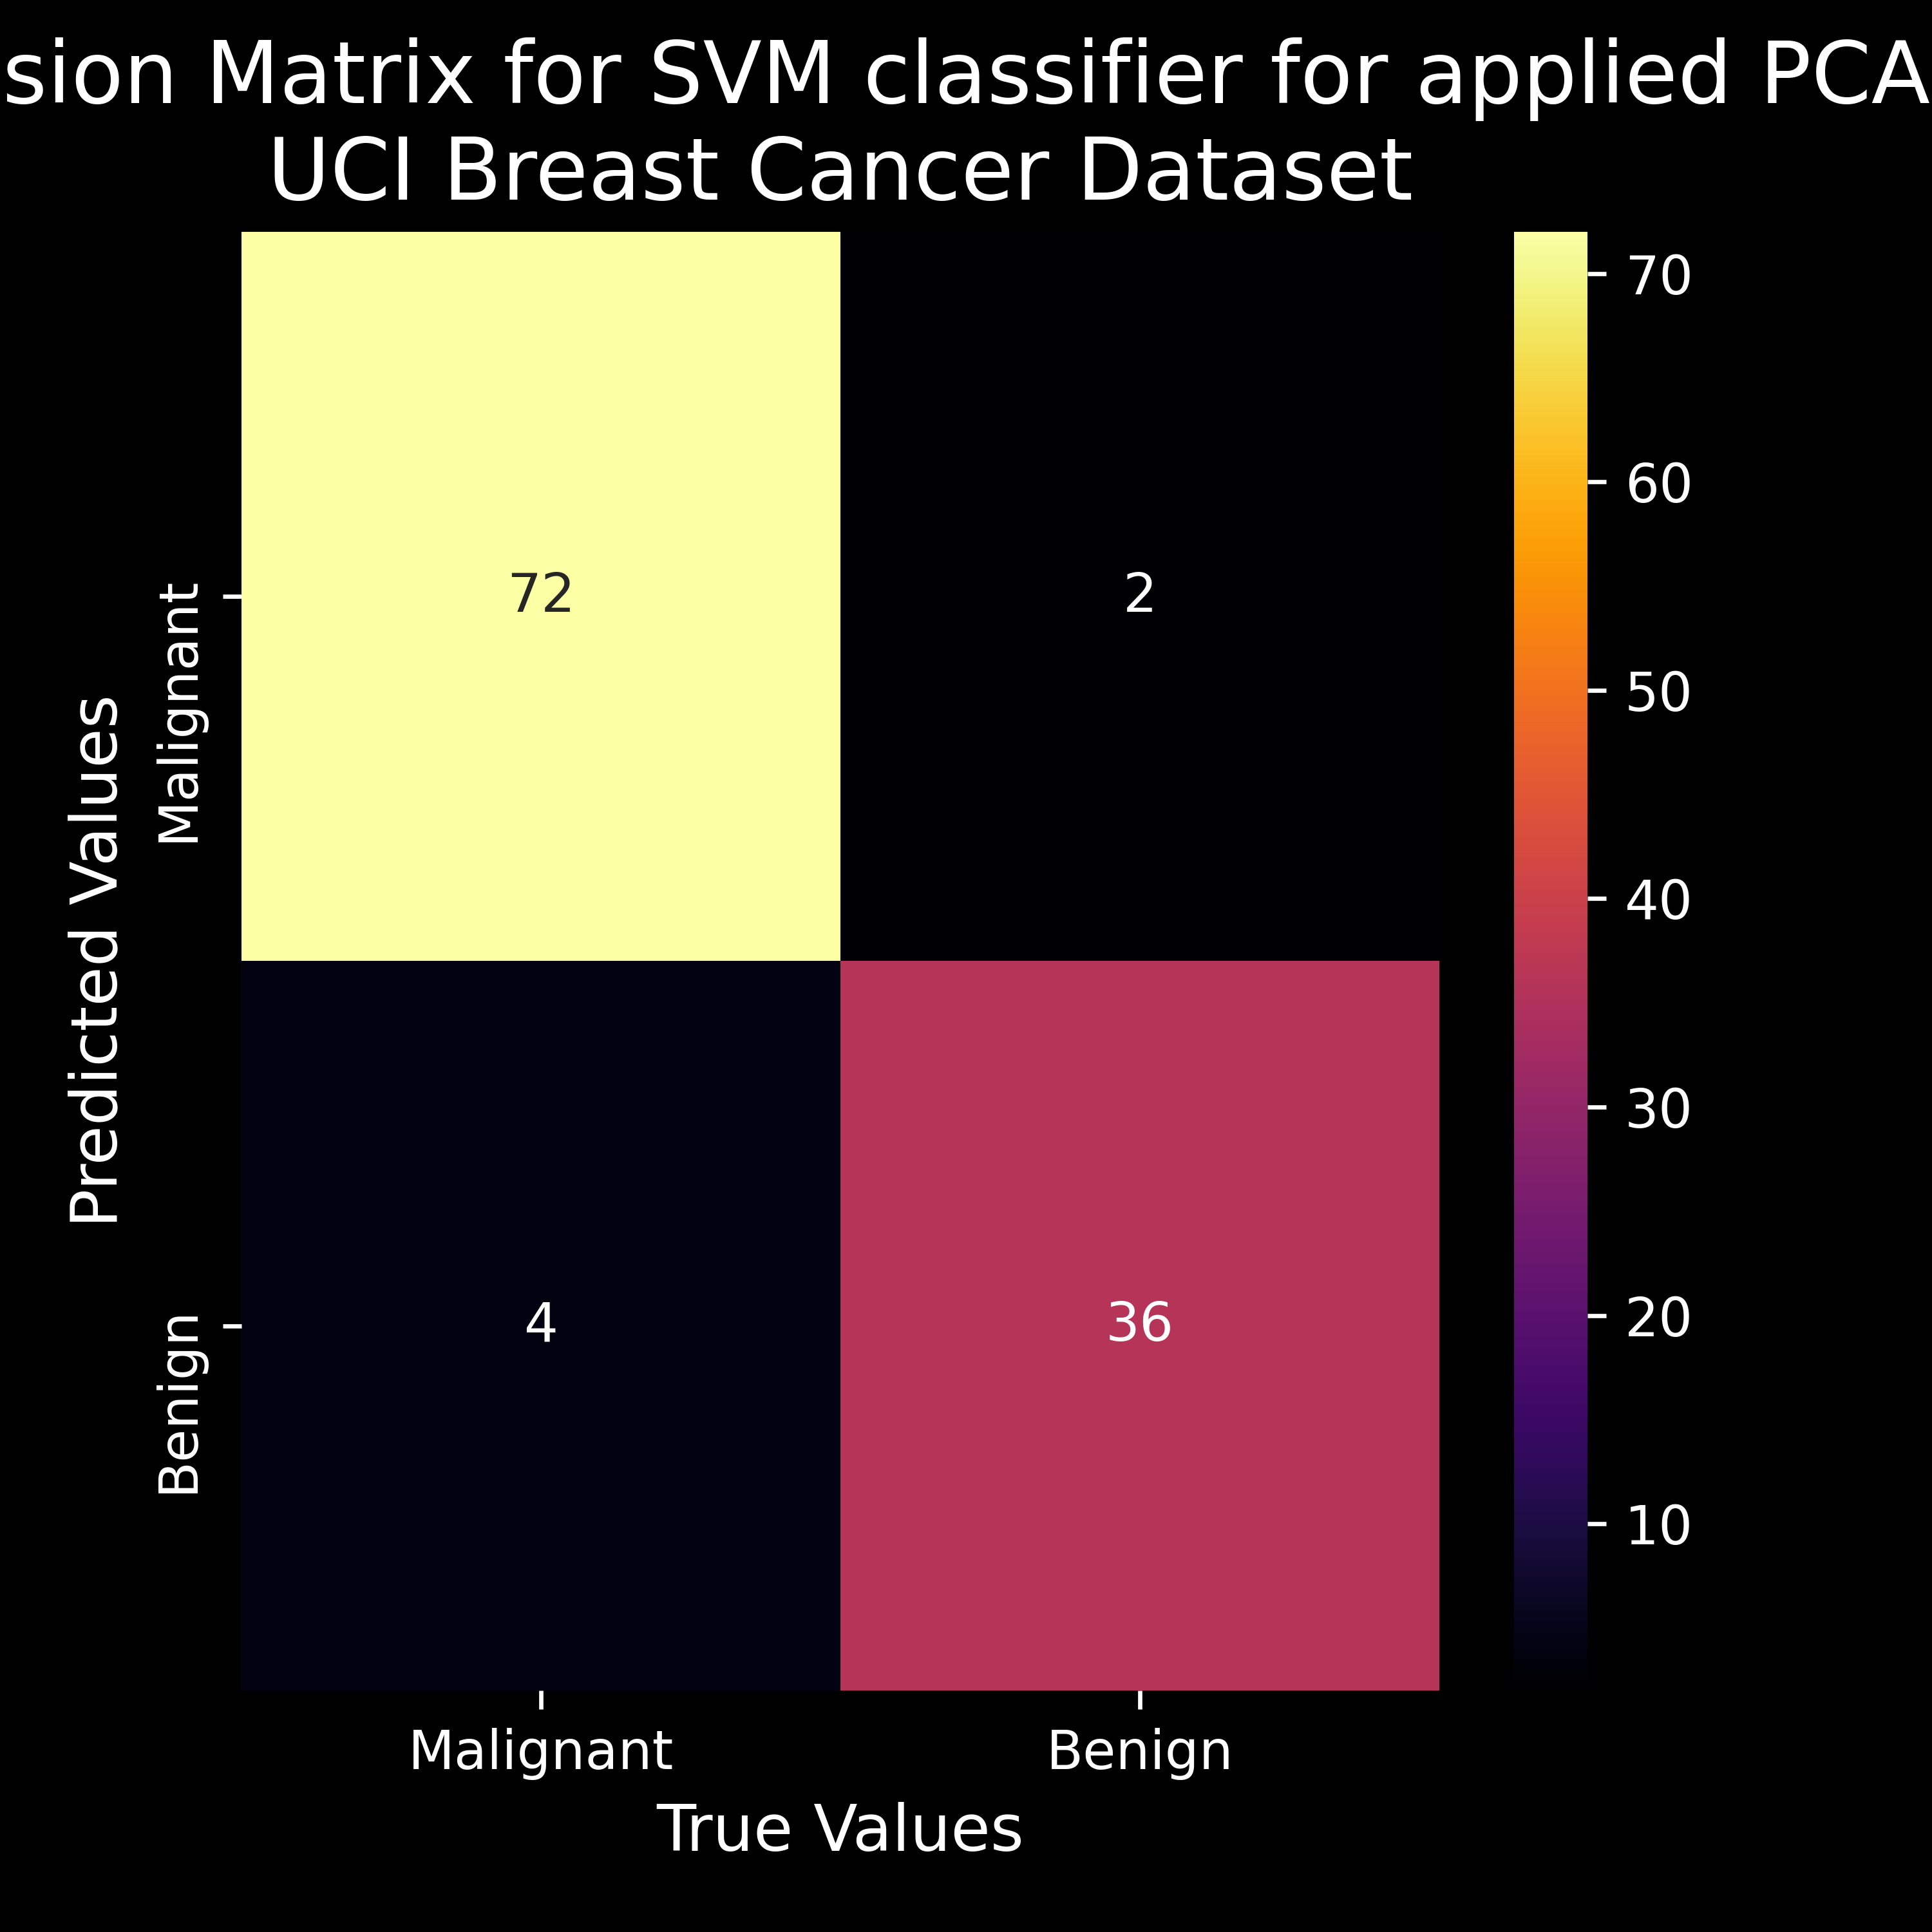 sion Matrix for SVM classifier for applied PCA
UCI Breast Cancer Dataset
70
60
50
40
30
20
10
72
2
4
36
Predicted Values
Malignant
Benign
Malignant
Benign
True Values